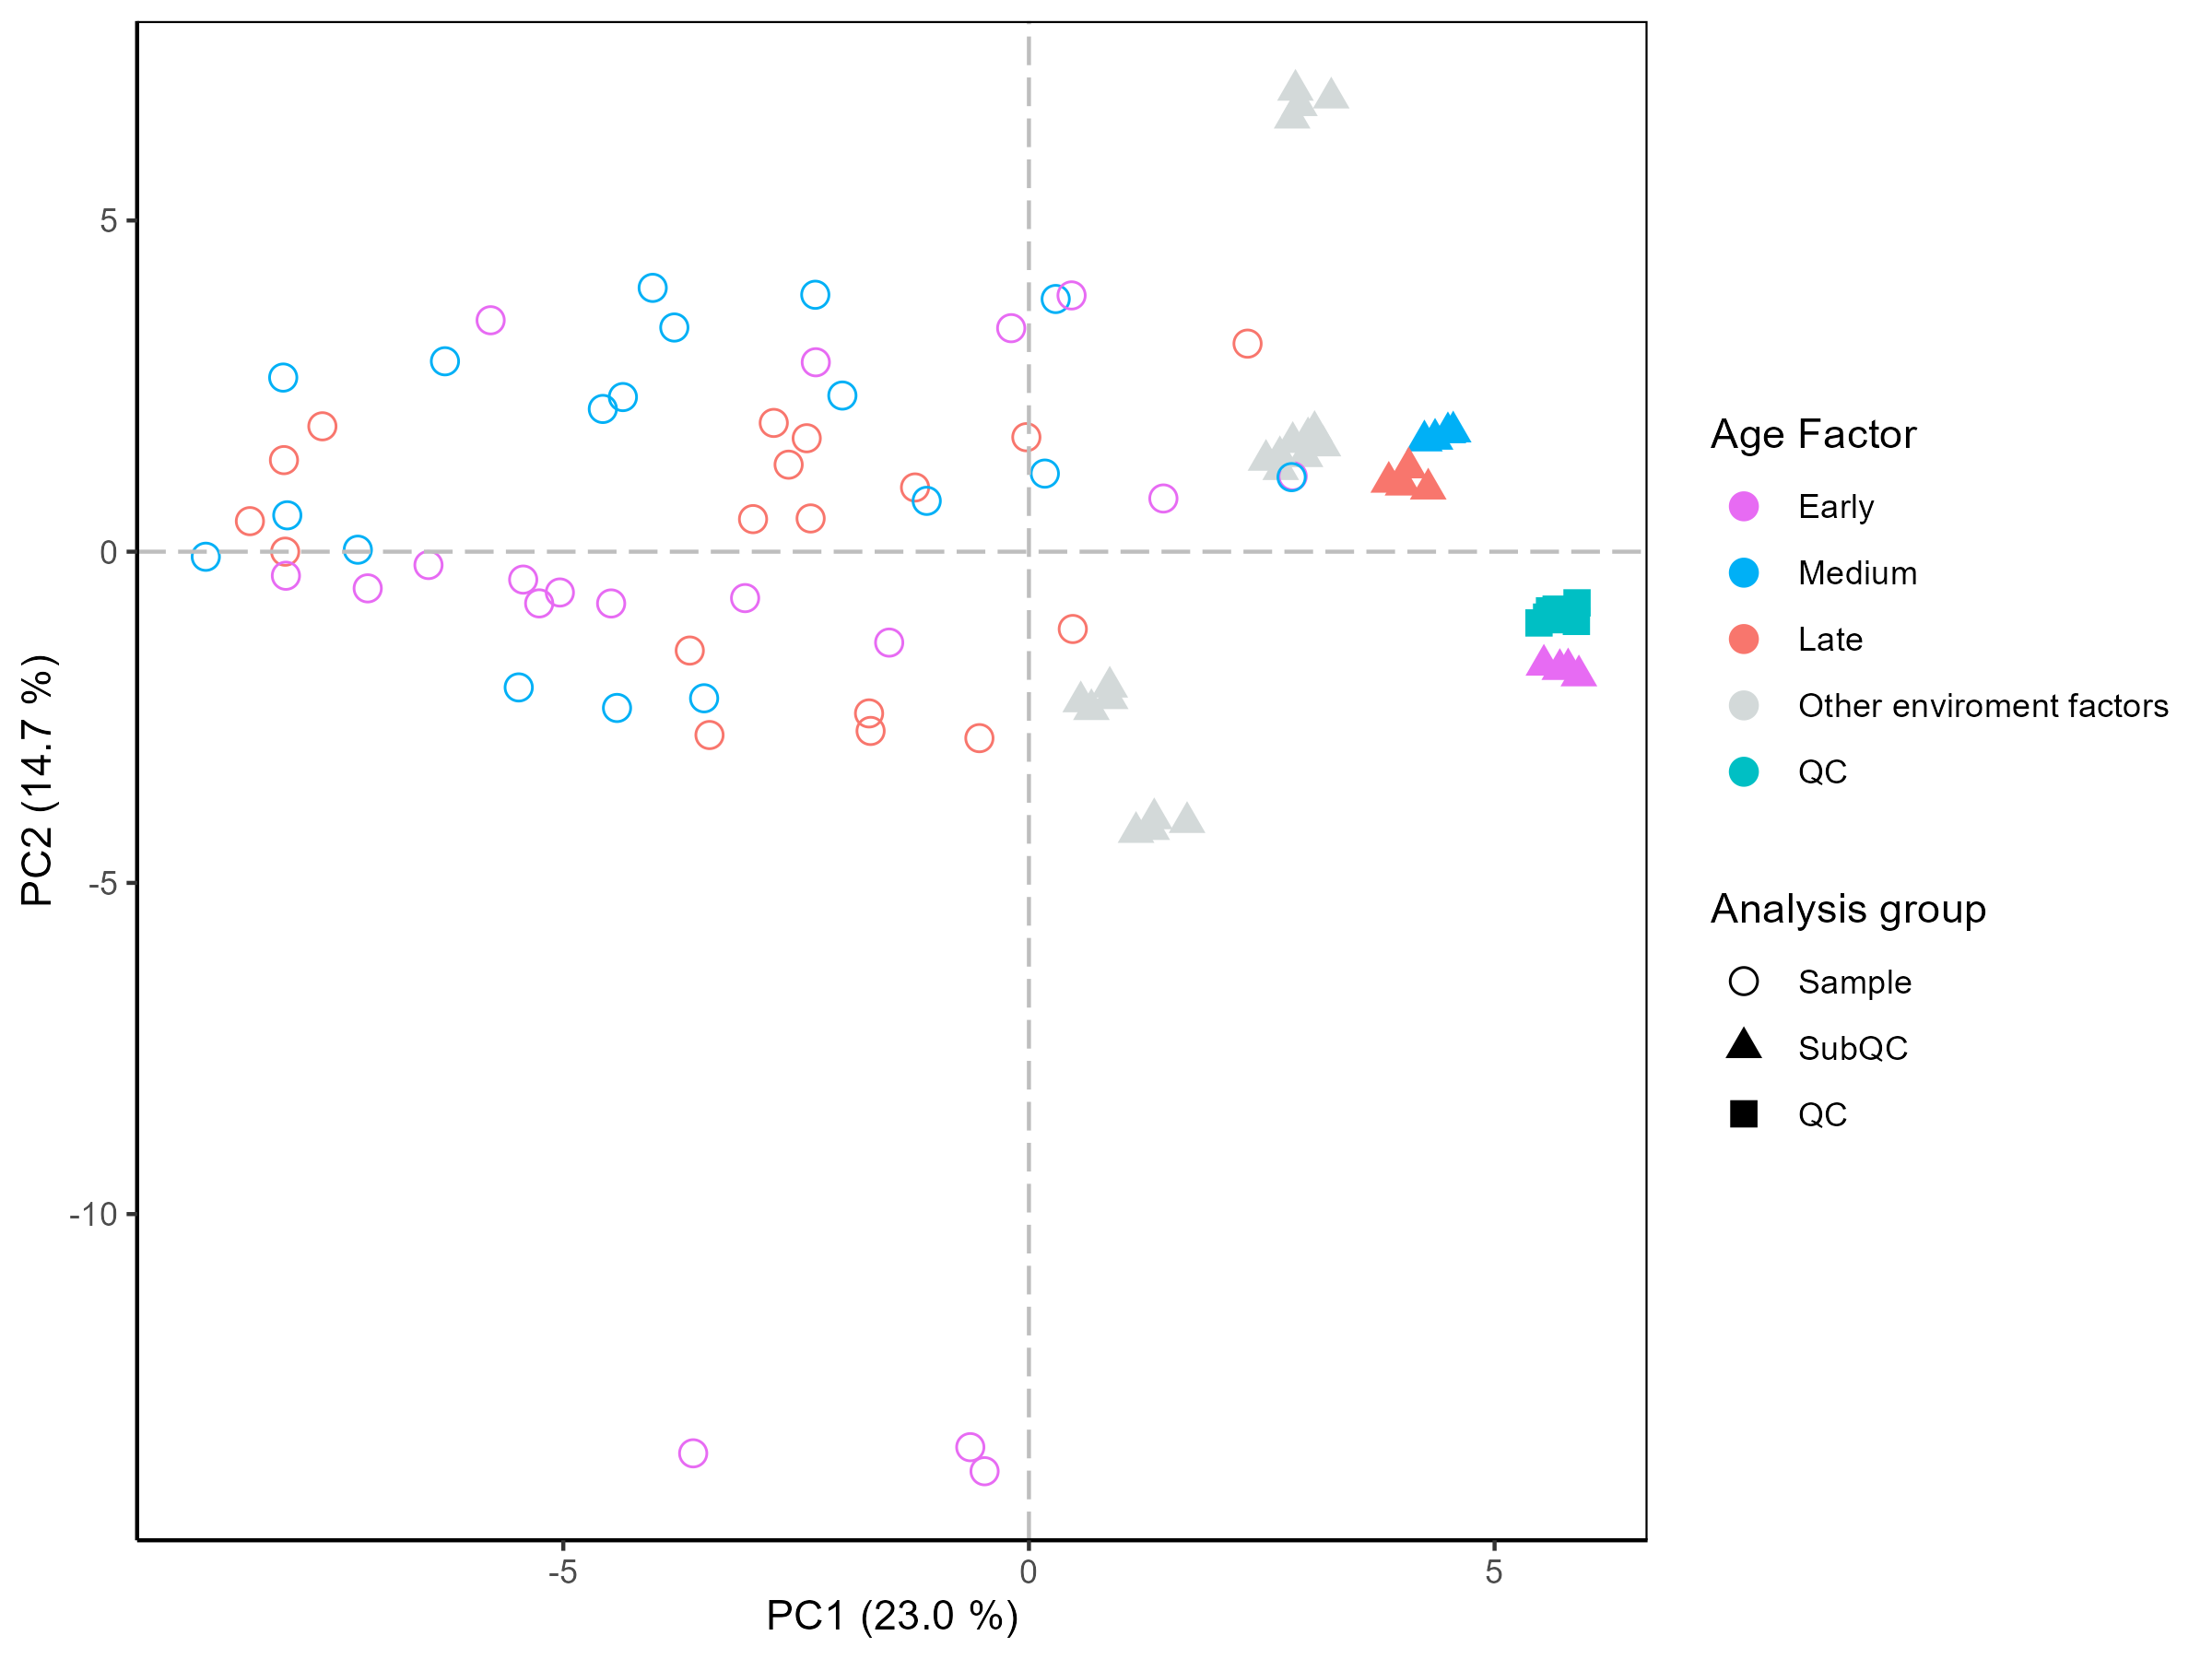 5
0
-5
-10
PC2 (14.7 %)
-5
0
5
PC1 (23.0 %)
Age Factor
Early
Medium
Late
Other enviroment factors
QC
Analysis group
Sample
SubQC
QC